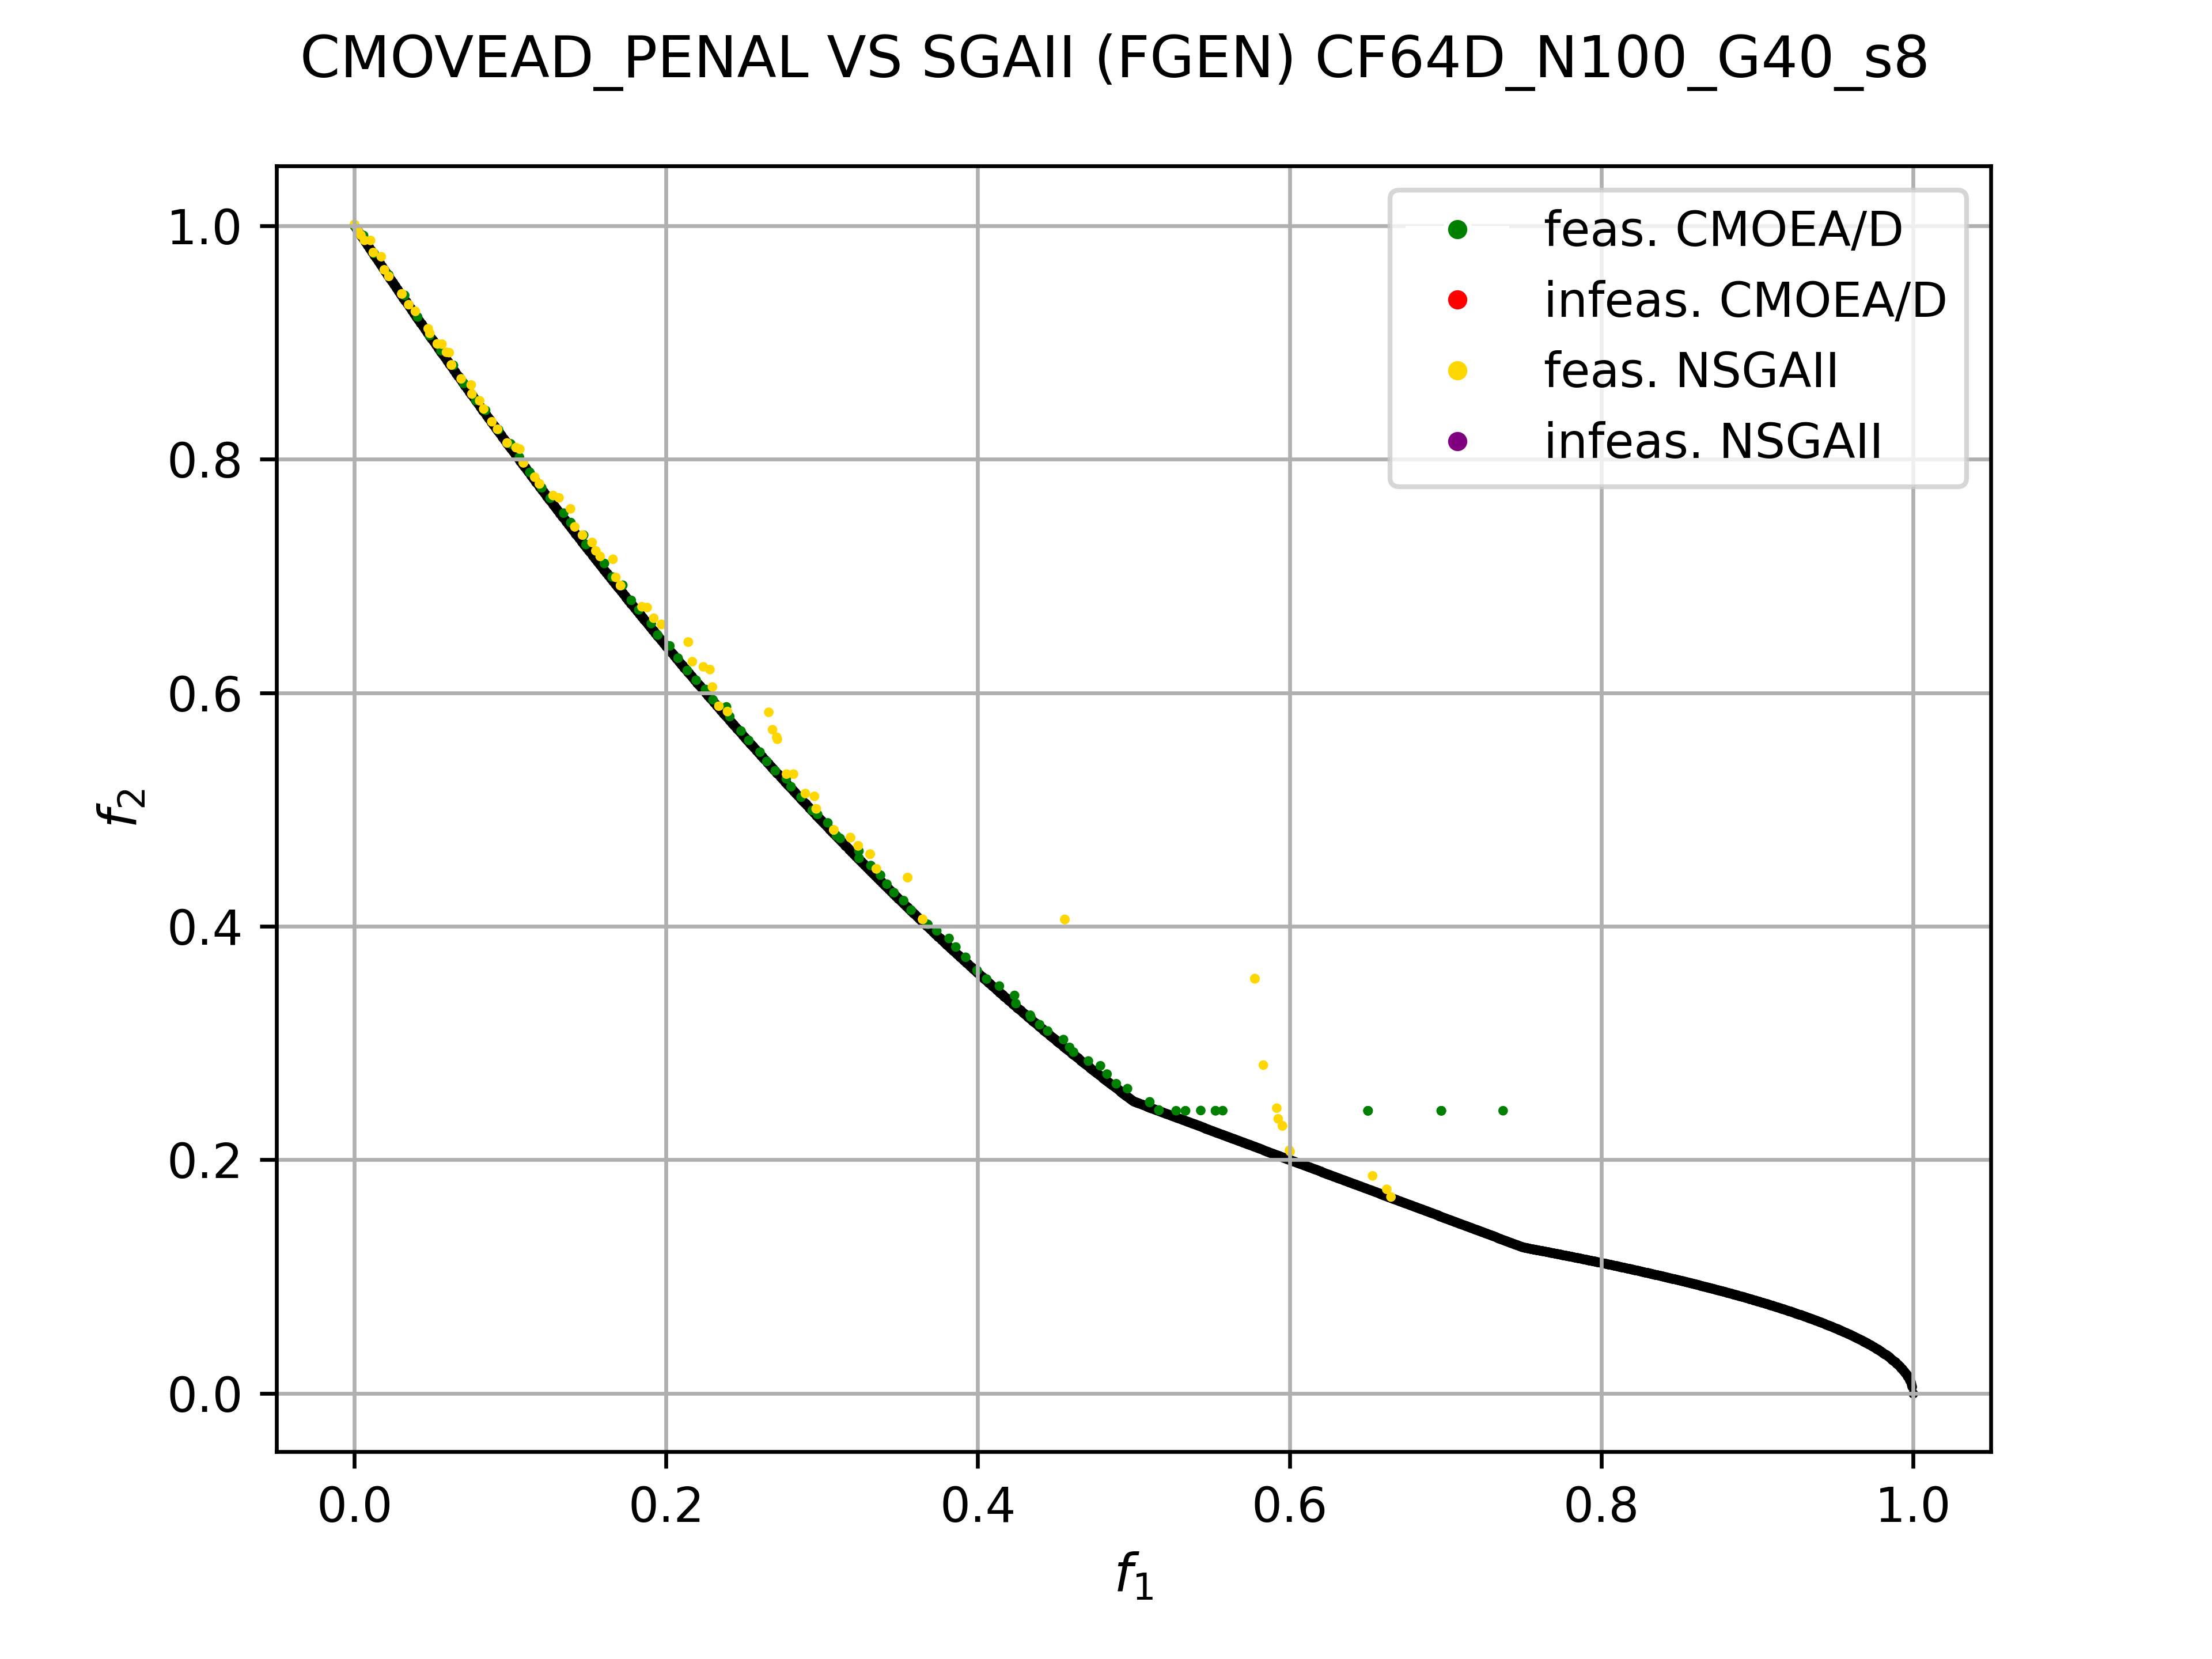 CMOVEAD_PENAL VS SGAII (FGEN) CF64D_N100_G40_s8
feas. CMOEA/D
infeas. CMOEA/D
feas. NSGAII
infeas. NSGAII
1.0
0.8
0.6
0.4
0.2
0.0
f2
0.0 0.2 0.4 0.6 0.8 1.0
f1